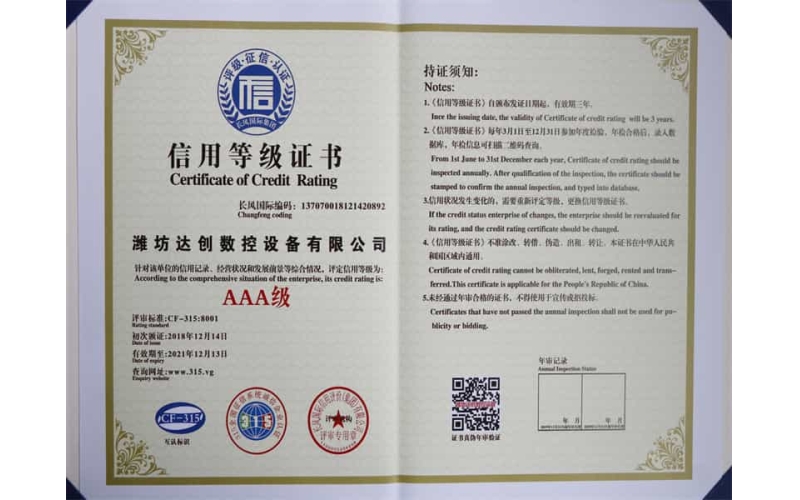 评级·征信·认证
信
长凤国际集团
信用等级证书
Certificate of Credit Rating
长凤国际编码：137070018121420892
Changfeng coding
潍坊达创数控设备有限公司
针对该单位的信用记录、经营状况和发展前景等综合情况，评定信用等级为：
According to the comprehensive situation of the enterprise, its credit rating is:
AAA级
评审标准:CF-315:8001
Rating standard
初次颁证:2018年12月14日
Date of issue
有效期至:2021年12月13日
Date of expiry
查询网址:www.315.vg
Enquiry website
CF-315
互认标识
315
评审专用章
持证须知：
Notes:
1.《信用等级证书》自颁布发证日期起，有效期三年。
Ince the issuing date, the validity of Certificate of credit rating will be 3 years.
2.《信用等级证书》每年3月1日至12月31日参加年度检验。年检合格后，录入数
据库，年检信息可扫描二维码查询。
From 1st June to 31st December each year, Certificate of credit rating should be
inspected annually. After qualification of the inspection, the certificate should be
stamped to confirm the annual inspection, and typed into database.
3.信用状况发生变化的，需要重新评定等级，更换信用等级证书。
If the credit status enterprise of changes, the enterprise should be reevaluated for
its rating, and the credit rating certificate should be changed.
4.《信用等级证书》不准涂改、转借、伪造、出租、转让。本证书在中华人民共
和国区域内通用。
Certificate of credit rating cannot be obliterated, lent, forged, rented and trans-
ferred.This certificate is applicable for the People's Republic of China.
5.未经通过年审合格的证书，不得使用于宣传或招投标。
Certificates that have not passed the annual inspection shall not be used for pu-
blicity or bidding.
证书真伪年审验证
年审记录
Annual Inspection Status
年 月
年 月